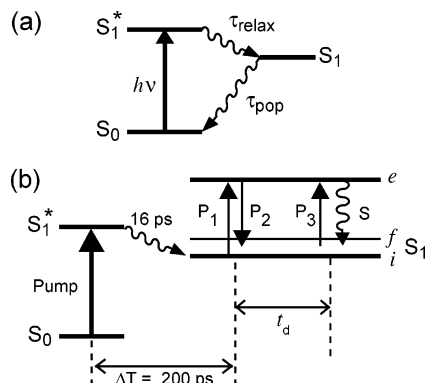 (a)
S₁*
τrelax
S₁
hν
τpop
S₀
(b)
e
S₁*
16 ps
P₁
P₂
P₃
S
f
S₁
i
Pump
td
S₀
ΔT = 200 ps